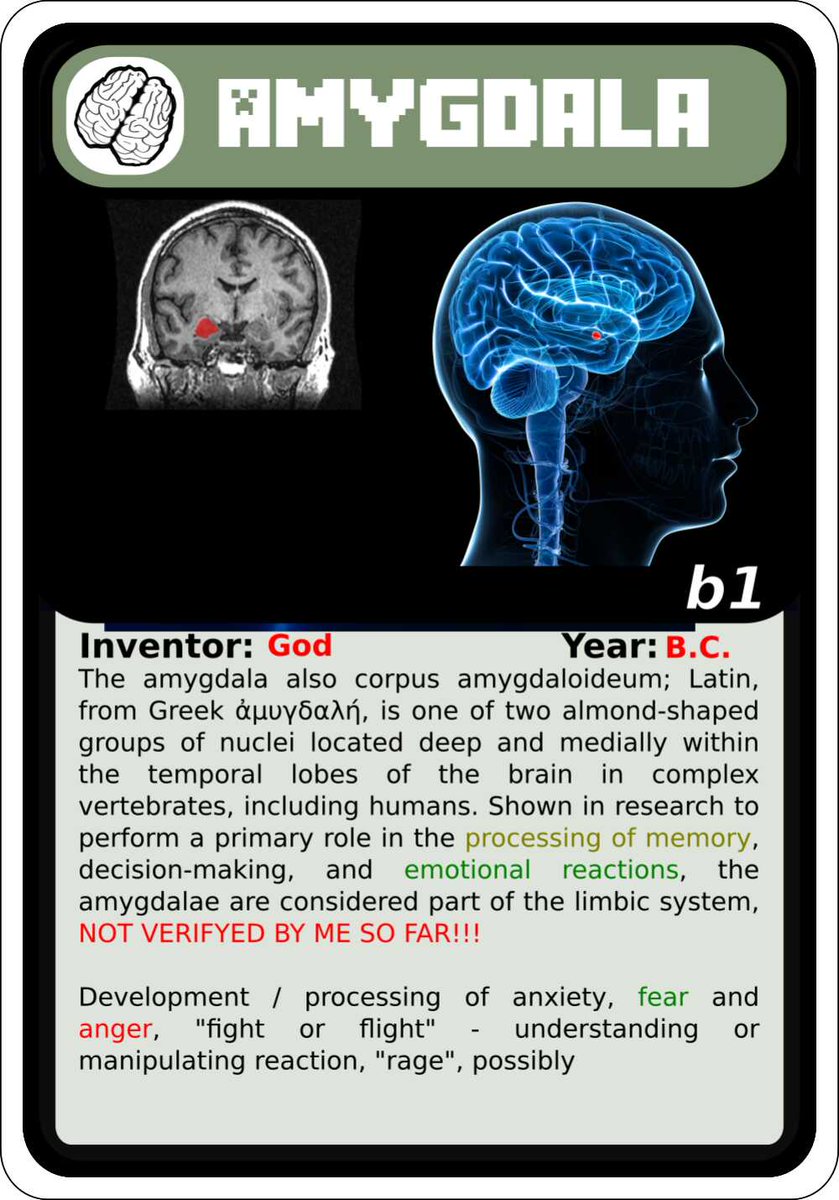 AMYGDALA
b1
Inventor: God Year: B.C.
The amygdala also corpus amygdaloideum; Latin,
from Greek ἀμυγδαλή, is one of two almond-shaped
groups of nuclei located deep and medially within
the temporal lobes of the brain in complex
vertebrates, including humans. Shown in research to
perform a primary role in the processing of memory,
decision-making, and emotional reactions, the
amygdalae are considered part of the limbic system,
NOT VERIFYED BY ME SO FAR!!!
Development / processing of anxiety, fear and
anger, "fight or flight" - understanding or
manipulating reaction, "rage", possibly